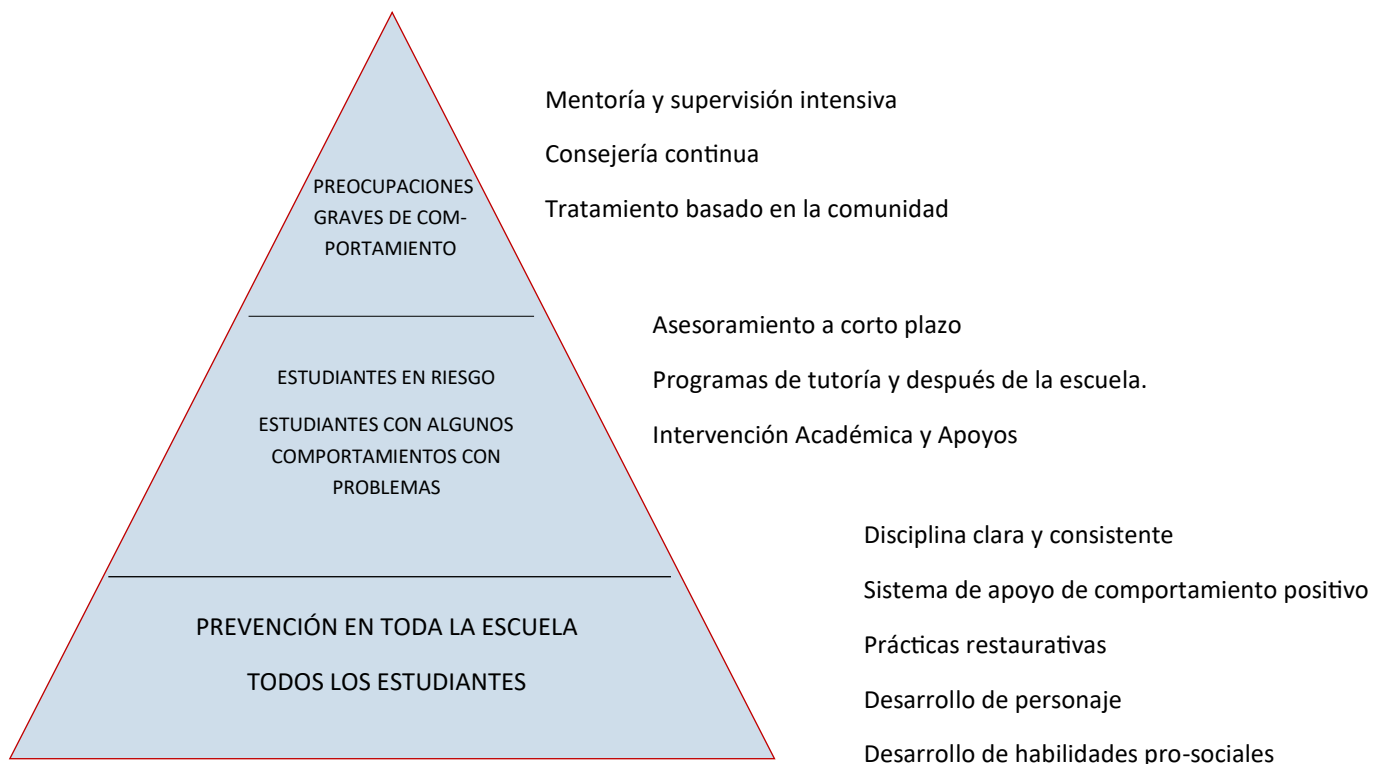 Mentoría y supervisión intensiva
Consejería continua
Tratamiento basado en la comunidad
PREOCUPACIONES
GRAVES DE COM-
PORTAMIENTO
Asesoramiento a corto plazo
Programas de tutoría y después de la escuela.
Intervención Académica y Apoyos
ESTUDIANTES EN RIESGO
ESTUDIANTES CON ALGUNOS
COMPORTAMIENTOS CON
PROBLEMAS
Disciplina clara y consistente
Sistema de apoyo de comportamiento positivo
Prácticas restaurativas
Desarrollo de personaje
Desarrollo de habilidades pro-sociales
PREVENCIÓN EN TODA LA ESCUELA
TODOS LOS ESTUDIANTES